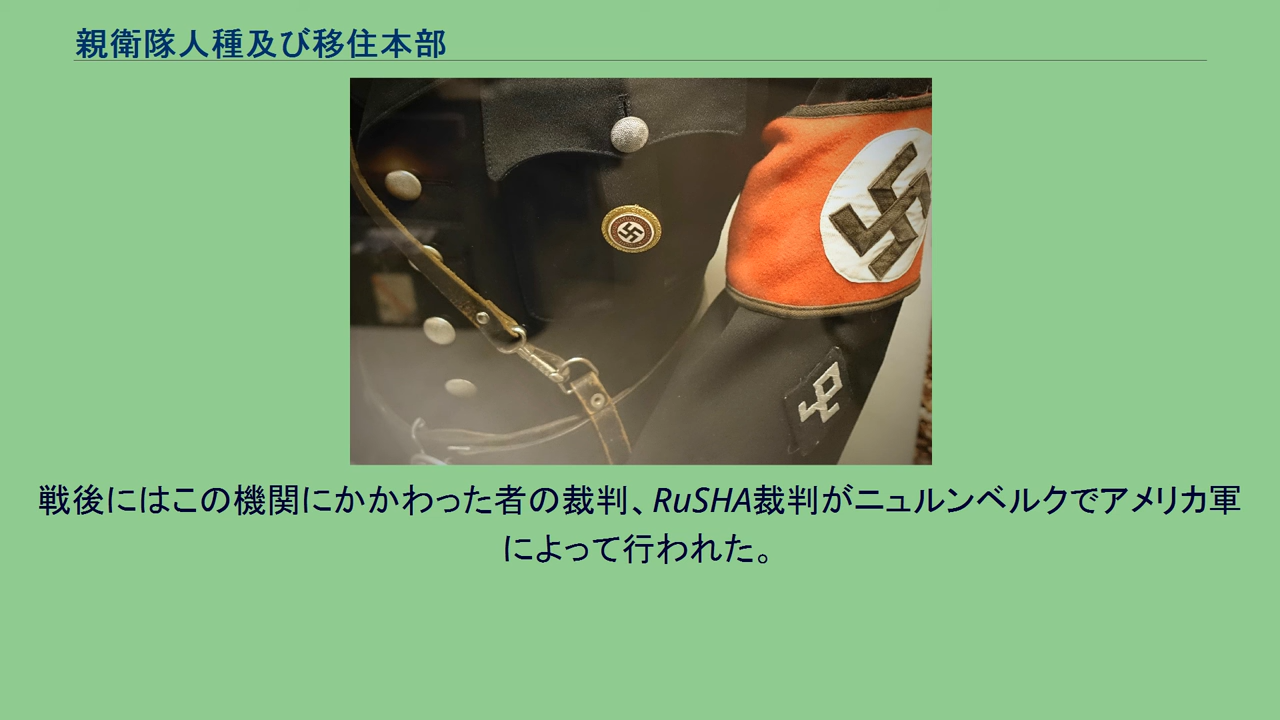 親衛隊人種及び移住本部
戦後にはこの機関にかかわった者の裁判、RuSHA裁判がニュルンベルクでアメリカ軍
によって行われた。